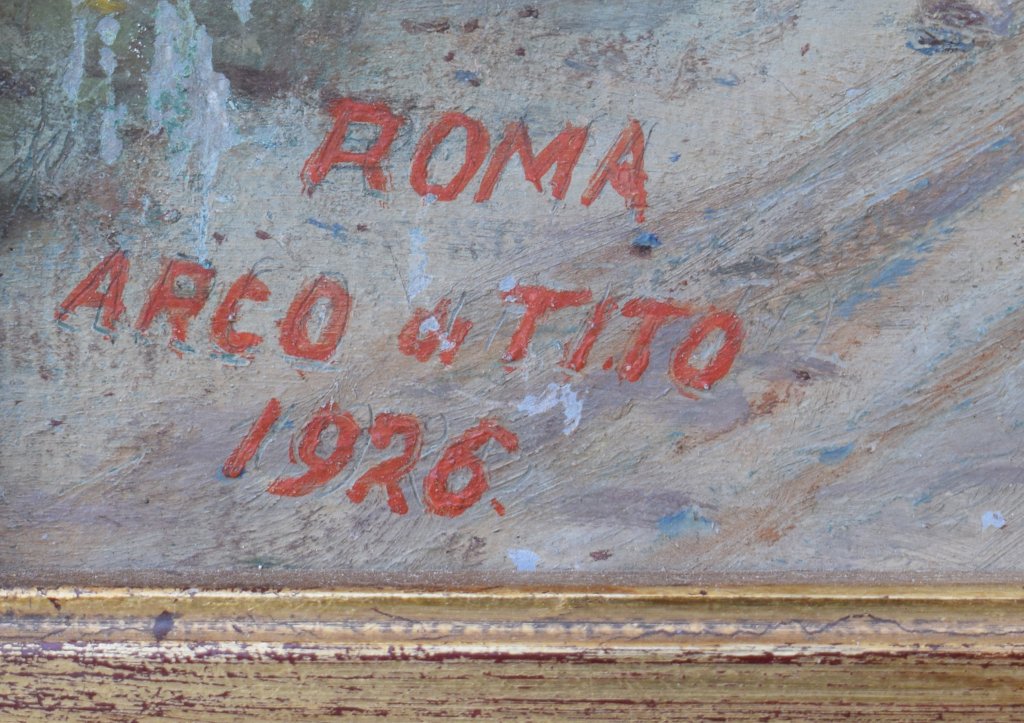 ROMA
ARCO di TITO
1926.